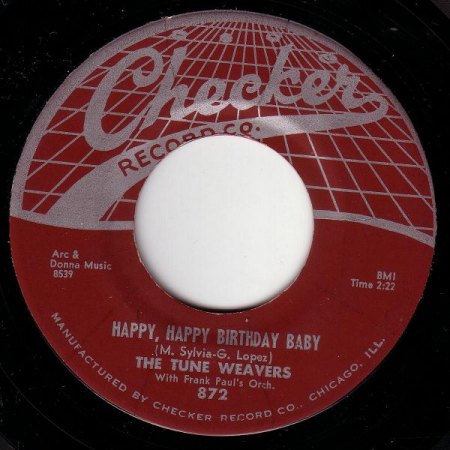 Checker
RECORD CO.
Arc &
Donna Music
8539
BMI
Time 2:22
HAPPY, HAPPY BIRTHDAY BABY
(M. Sylvia-G. Lopez)
THE TUNE WEAVERS
With Frank Paul's Orch.
872
MANUFACTURED BY CHECKER RECORD CO., CHICAGO, ILL.